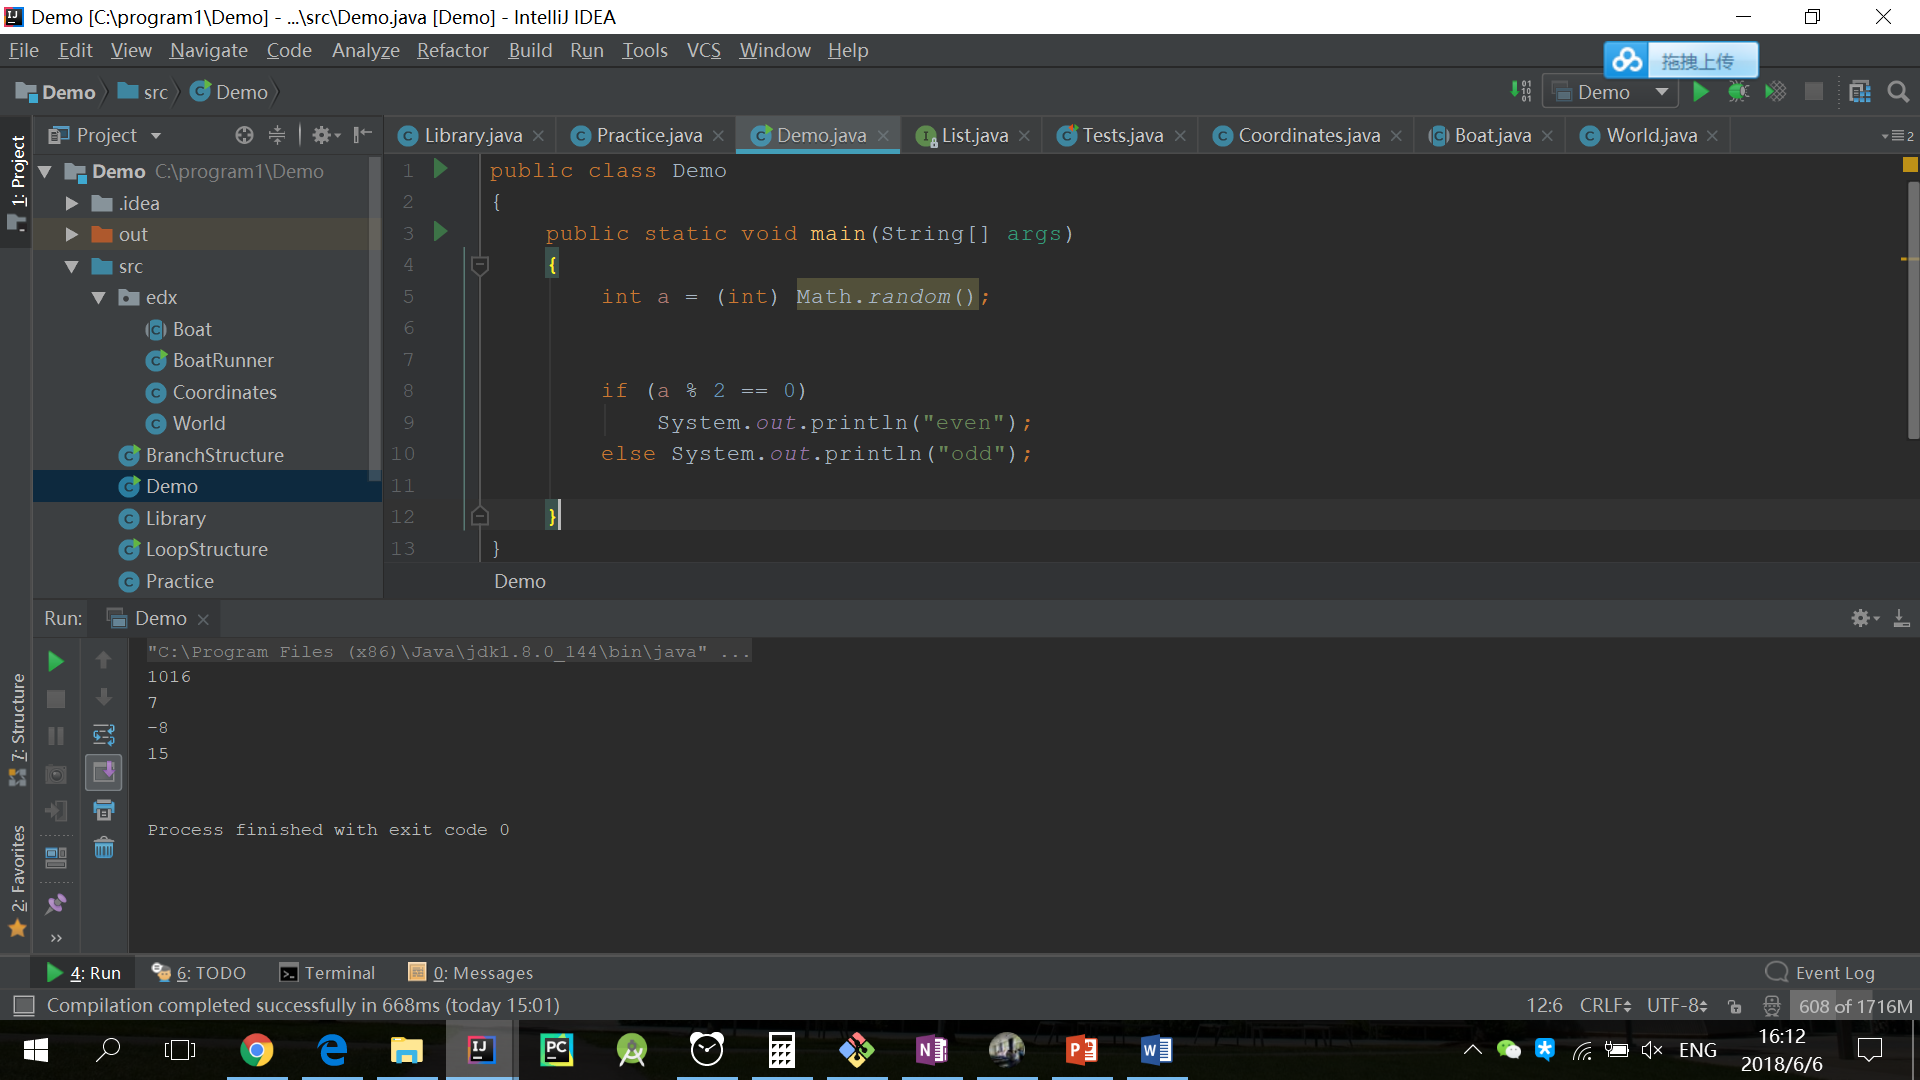 Demo [C:\program1\Demo] - ...\src\Demo.java [Demo] - IntelliJ IDEA
File Edit View Navigate Code Analyze Refactor Build Run Tools VCS Window Help
拖拽上传
Demo src Demo
Demo
Project
Library.java Practice.java Demo.java List.java Tests.java Coordinates.java Boat.java World.java 2
1: Project
Demo C:\program1\Demo
.idea
out
src
edx
Boat
BoatRunner
Coordinates
World
BranchStructure
Demo
Library
LoopStructure
Practice
1 public class Demo
2 {
3 public static void main(String[] args)
4 {
5 int a = (int) Math.random();
6
7
8 if (a % 2 == 0)
9 System.out.println("even");
10 else System.out.println("odd");
11
12 }
13 }
Demo
Run: Demo
7: Structure
2: Favorites
"C:\Program Files (x86)\Java\jdk1.8.0_144\bin\java" ...
1016
7
-8
15
Process finished with exit code 0
4: Run 6: TODO Terminal 0: Messages Event Log
Compilation completed successfully in 668ms (today 15:01) 12:6 CRLF UTF-8 608 of 1716M
ENG 16:12
2018/6/6